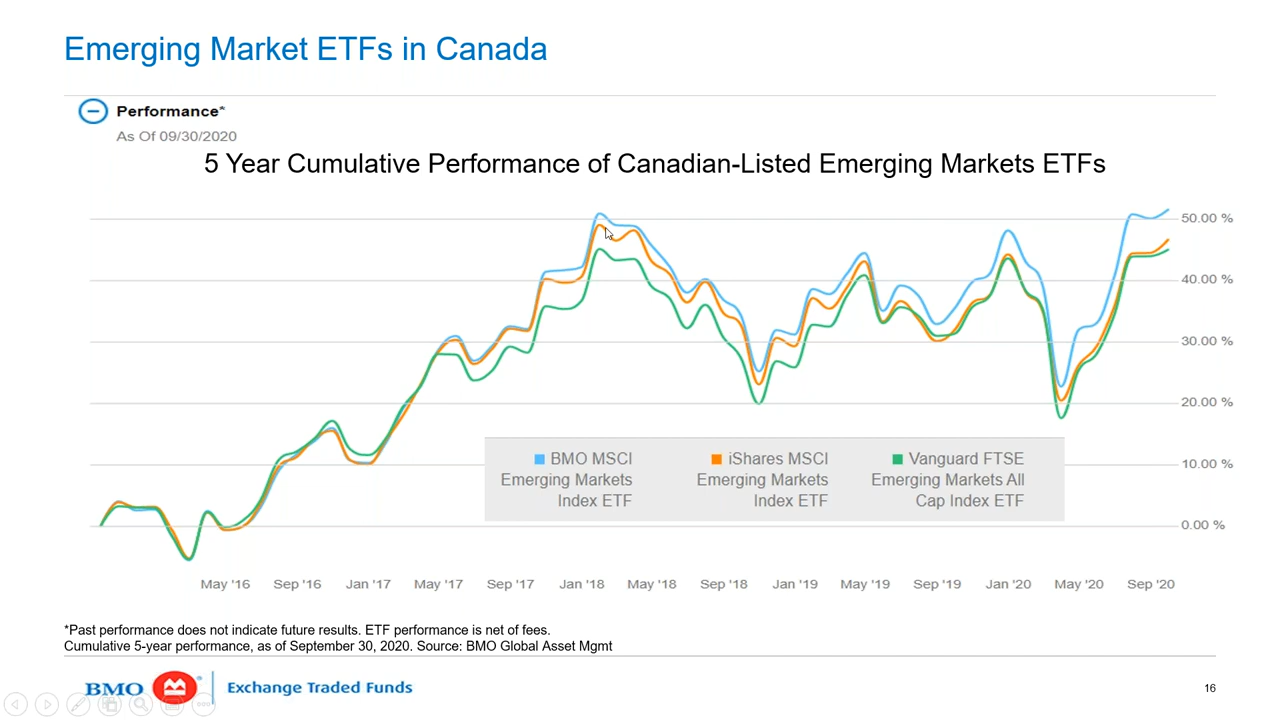 Emerging Market ETFs in Canada
Performance*
As Of 09/30/2020
5 Year Cumulative Performance of Canadian-Listed Emerging Markets ETFs
50.00 %
40.00 %
30.00 %
20.00 %
10.00 %
0.00 %
BMO MSCI
Emerging Markets
Index ETF
iShares MSCI
Emerging Markets
Index ETF
Vanguard FTSE
Emerging Markets All
Cap Index ETF
May '16 Sep '16 Jan '17 May '17 Sep '17 Jan '18 May '18 Sep '18 Jan '19 May '19 Sep '19 Jan '20 May '20 Sep '20
*Past performance does not indicate future results. ETF performance is net of fees.
Cumulative 5-year performance, as of September 30, 2020. Source: BMO Global Asset Mgmt
BMO Exchange Traded Funds
16